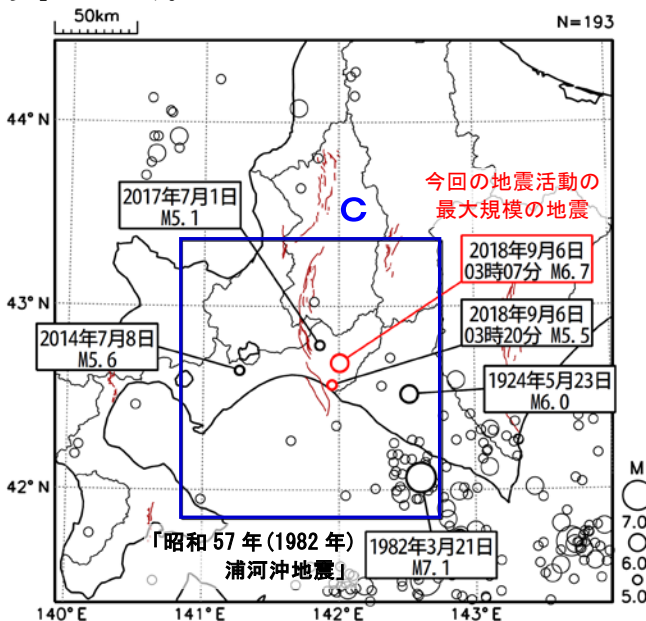 50km
N=193
44°N
43°N
42°N
140°E
141°E
142°E
143°E
2017年7月1日
M5.1
C
今回の地震活動の
最大規模の地震
2018年9月6日
03時07分 M6.7
2018年9月6日
03時20分 M5.5
2014年7月8日
M5.6
1924年5月23日
M6.0
「昭和57年(1982年)
浦河沖地震」
1982年3月21日
M7.1
M
7.0
6.0
5.0